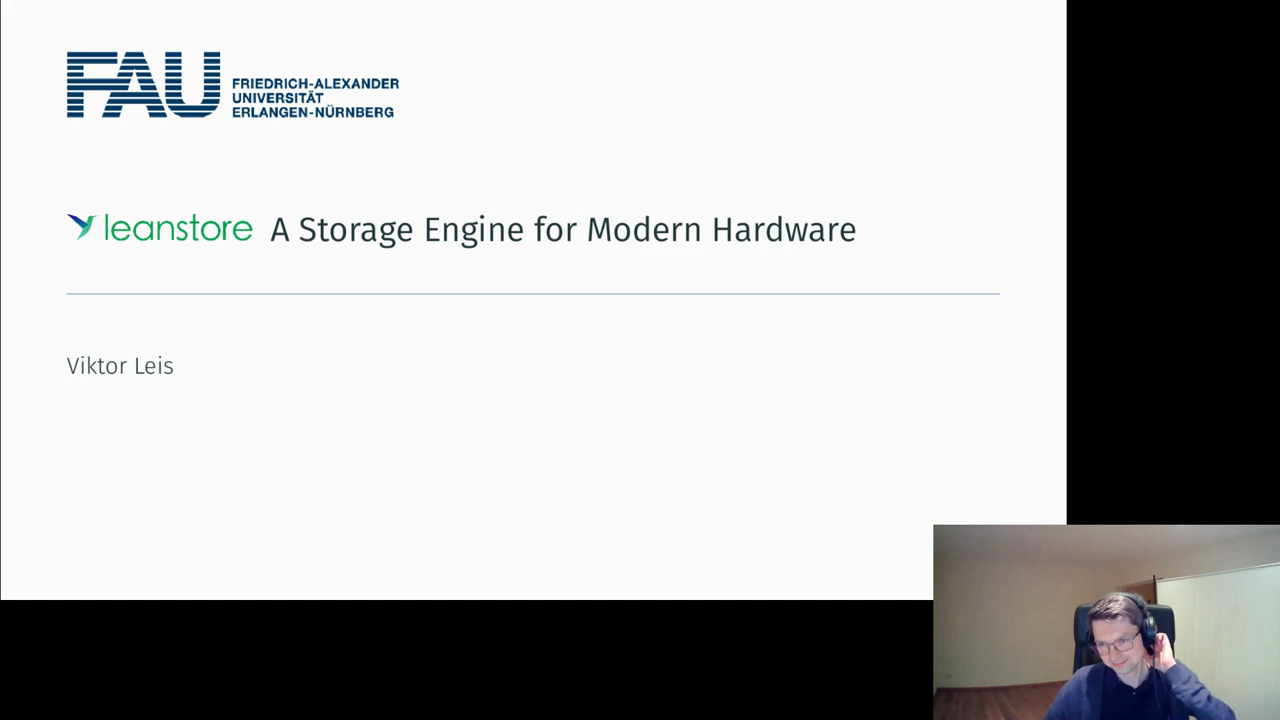 FAU
FRIEDRICH-ALEXANDER
UNIVERSITÄT
ERLANGEN-NÜRNBERG
leanstore A Storage Engine for Modern Hardware
Viktor Leis